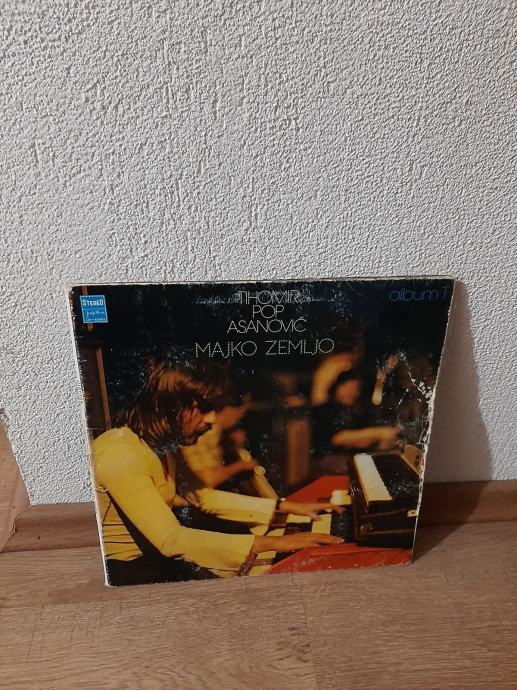 STEREO
TIHOMIR
POP
ASANOVIĆ
MAJKO ZEMLJO
album 1